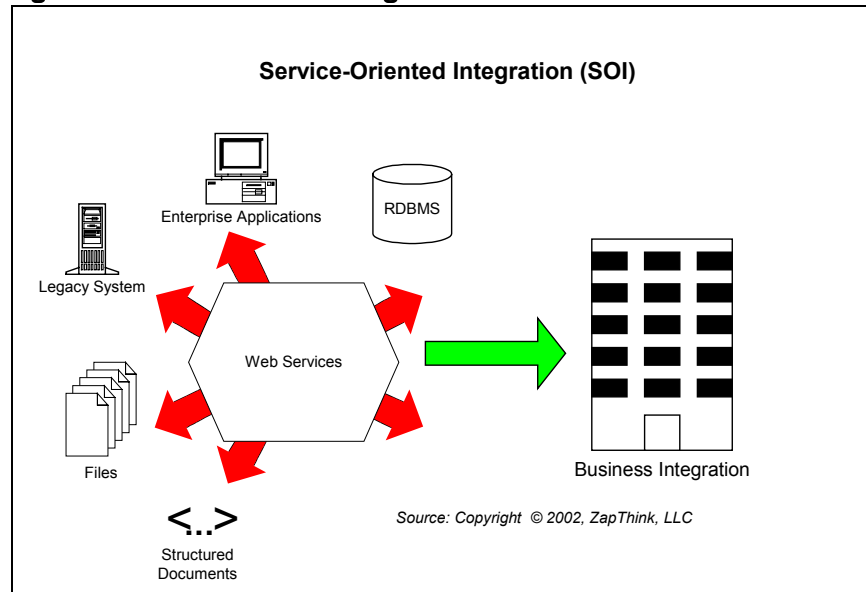 Service-Oriented Integration (SOI)
Enterprise Applications
RDBMS
Legacy System
Web Services
Files
Business Integration
<...>
Structured
Documents
Source: Copyright © 2002, ZapThink, LLC